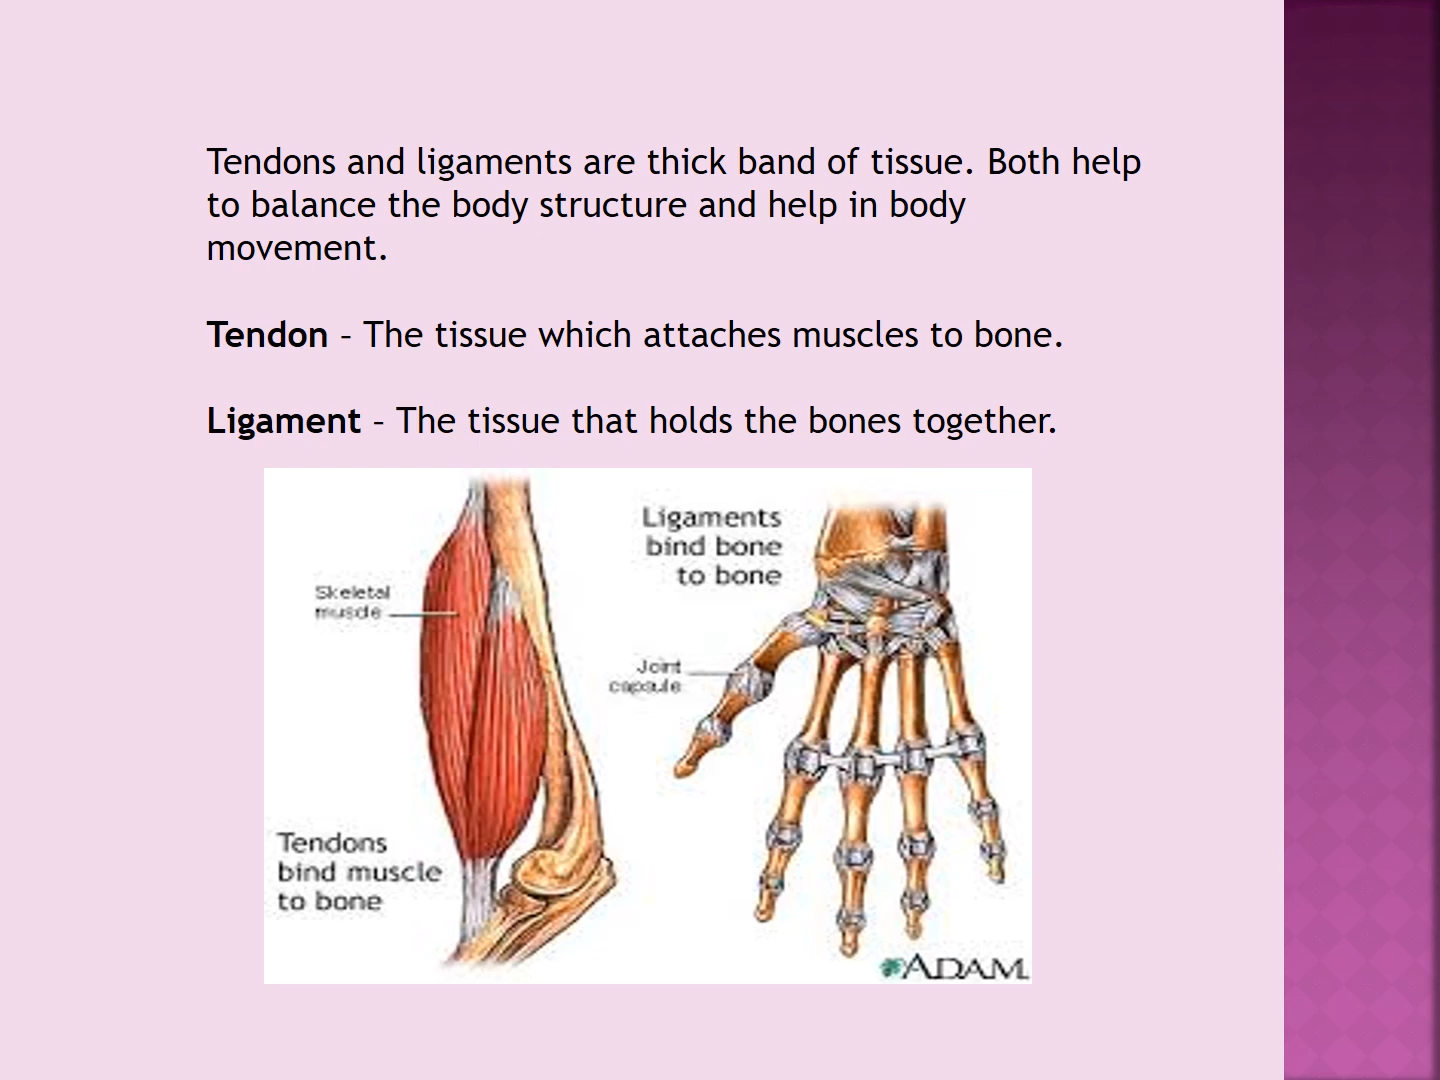 Tendons and ligaments are thick band of tissue. Both help
to balance the body structure and help in body
movement.
Tendon – The tissue which attaches muscles to bone.
Ligament – The tissue that holds the bones together.
Skeletal
muscle
Tendons
bind muscle
to bone
Ligaments
bind bone
to bone
Joint
capsule
ADAM.